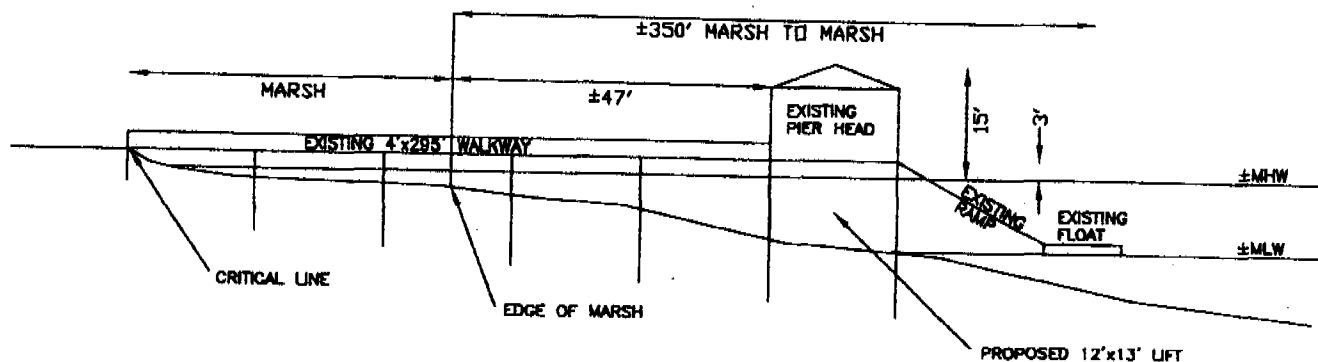 ±350' MARSH TO MARSH
MARSH
±47'
EXISTING
PIER HEAD
15'
3'
EXISTING 4'x295' WALKWAY
±MHW
EXISTING
RAMP
EXISTING
FLOAT
±MLW
CRITICAL LINE
EDGE OF MARSH
PROPOSED 12'x13' LIFT